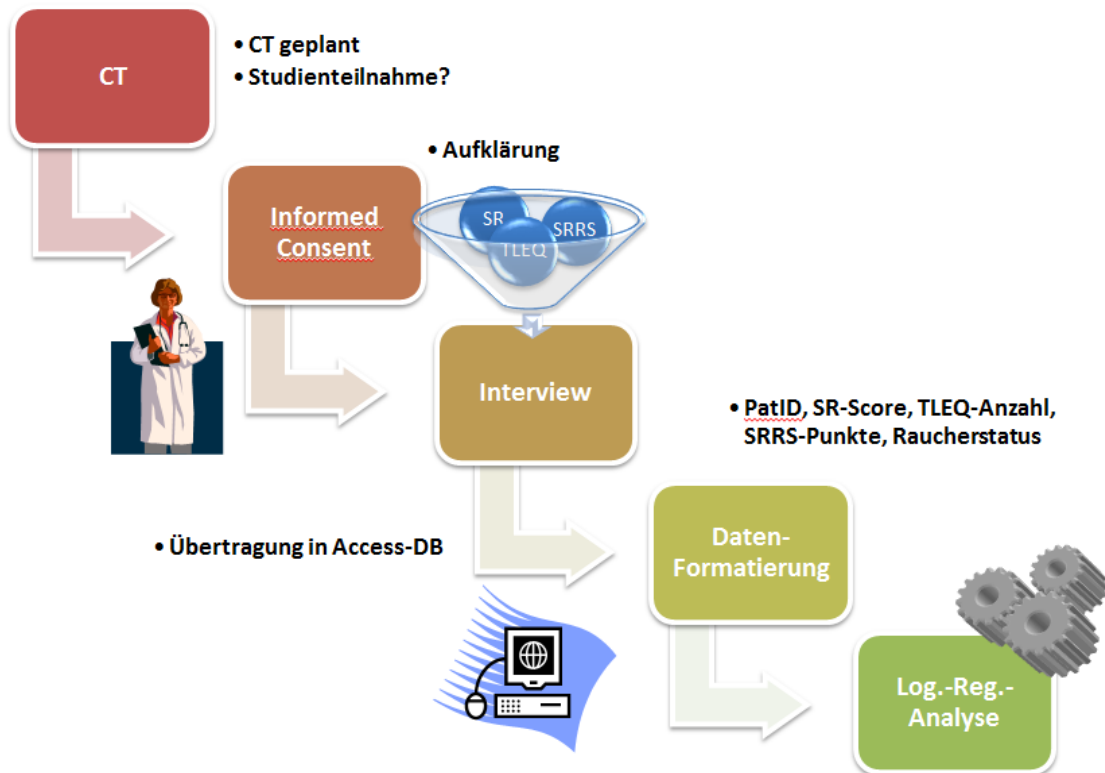 CT
• CT geplant
• Studienteilnahme?
• Aufklärung
Informed
Consent
SR
SRRS
TLEQ
Interview
• PatID, SR-Score, TLEQ-Anzahl,
SRRS-Punkte, Raucherstatus
• Übertragung in Access-DB
Daten-
Formatierung
Log.-Reg.-
Analyse